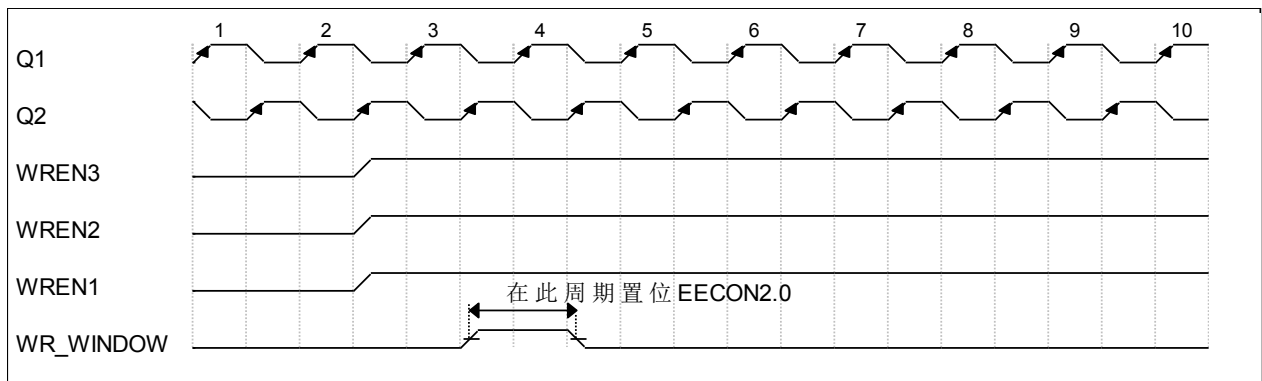 1 2 3 4 5 6 7 8 9 10
Q1
Q2
WREN3
WREN2
WREN1
在此周期置位EECON2.0
WR_WINDOW